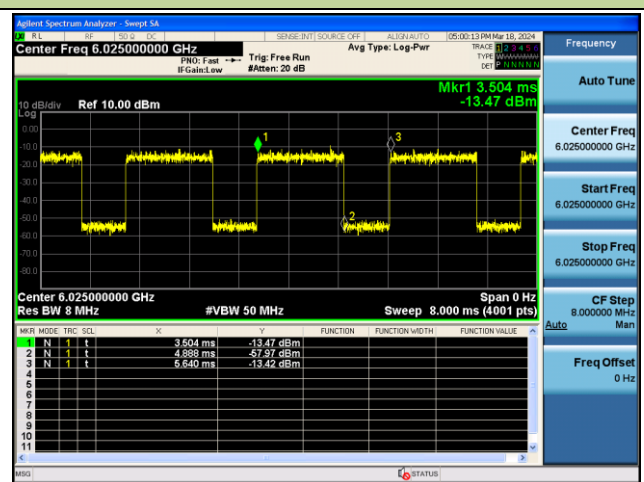 Agilent Spectrum Analyzer - Swept SA
RL RF 50 Ω DC SENSE:INT SOURCE OFF ALIGN AUTO 05:00:13 PM Mar 18, 2024
Center Freq 6.025000000 GHz Avg Type: Log-Pwr TRACE 1 2 3 4 5 6
PNO: Fast Trig: Free Run TYPE
IFGain:Low #Atten: 20 dB DET P N N N N N
Mkr1 3.504 ms
-13.47 dBm
10 dB/div Ref 10.00 dBm
Log
0.00
-10.0
-20.0
-30.0
-40.0
-50.0
-60.0
-70.0
-80.0
1
3
2
Center 6.025000000 GHz Span 0 Hz
Res BW 8 MHz #VBW 50 MHz Sweep 8.000 ms (4001 pts)
MKR MODE TRC SCL X Y FUNCTION FUNCTION WIDTH FUNCTION VALUE
1 N 1 t 3.504 ms -13.47 dBm
2 N 1 t 4.888 ms -57.97 dBm
3 N 1 t 5.640 ms -13.42 dBm
4
5
6
7
8
9
10
11
MSG STATUS
Frequency
Auto Tune
Center Freq
6.025000000 GHz
Start Freq
6.025000000 GHz
Stop Freq
6.025000000 GHz
CF Step
8.000000 MHz
Auto Man
Freq Offset
0 Hz